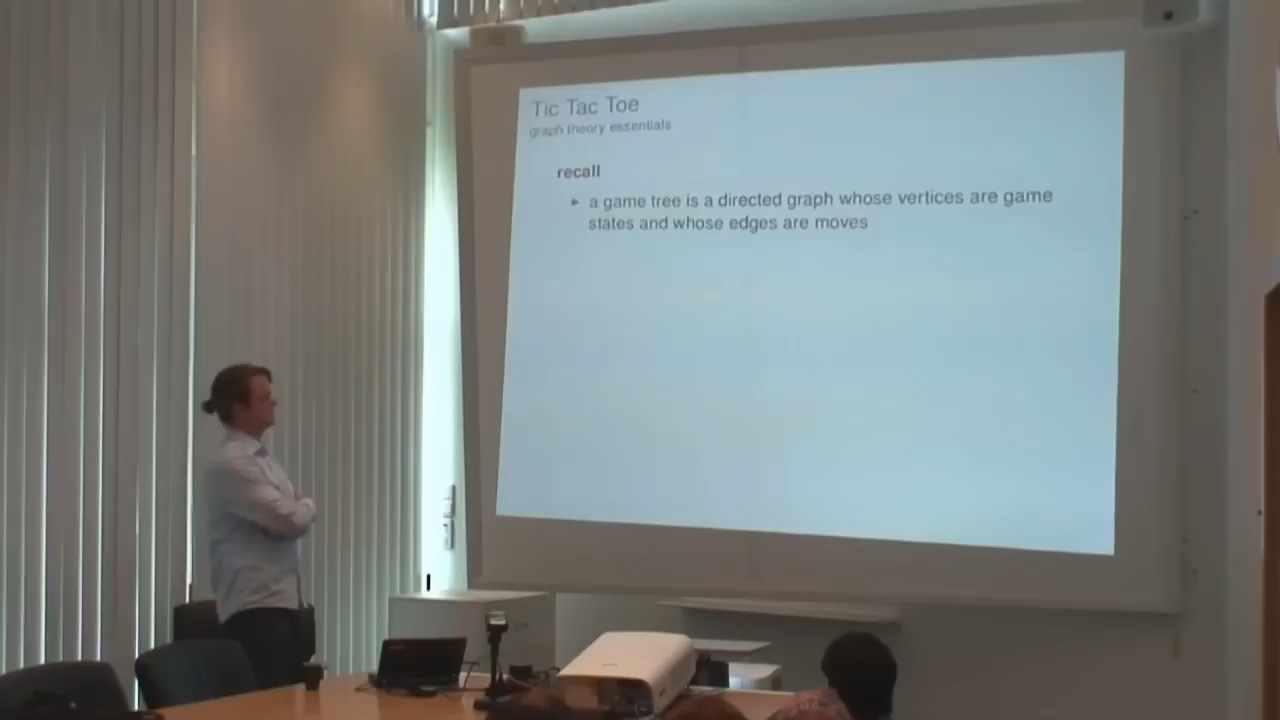 Tic Tac Toe
graph theory essentials
recall
▸ a game tree is a directed graph whose vertices are game
states and whose edges are moves